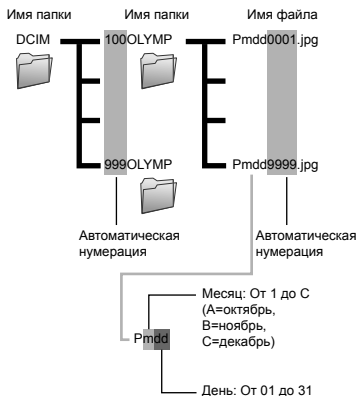 Имя папки
Имя папки
Имя файла
DCIM
100OLYMP
Pmdd0001.jpg
999OLYMP
Pmdd9999.jpg
Автоматическая
нумерация
Автоматическая
нумерация
Месяц: От 1 до C
(A=октябрь,
B=ноябрь,
C=декабрь)
Pmdd
День: От 01 до 31